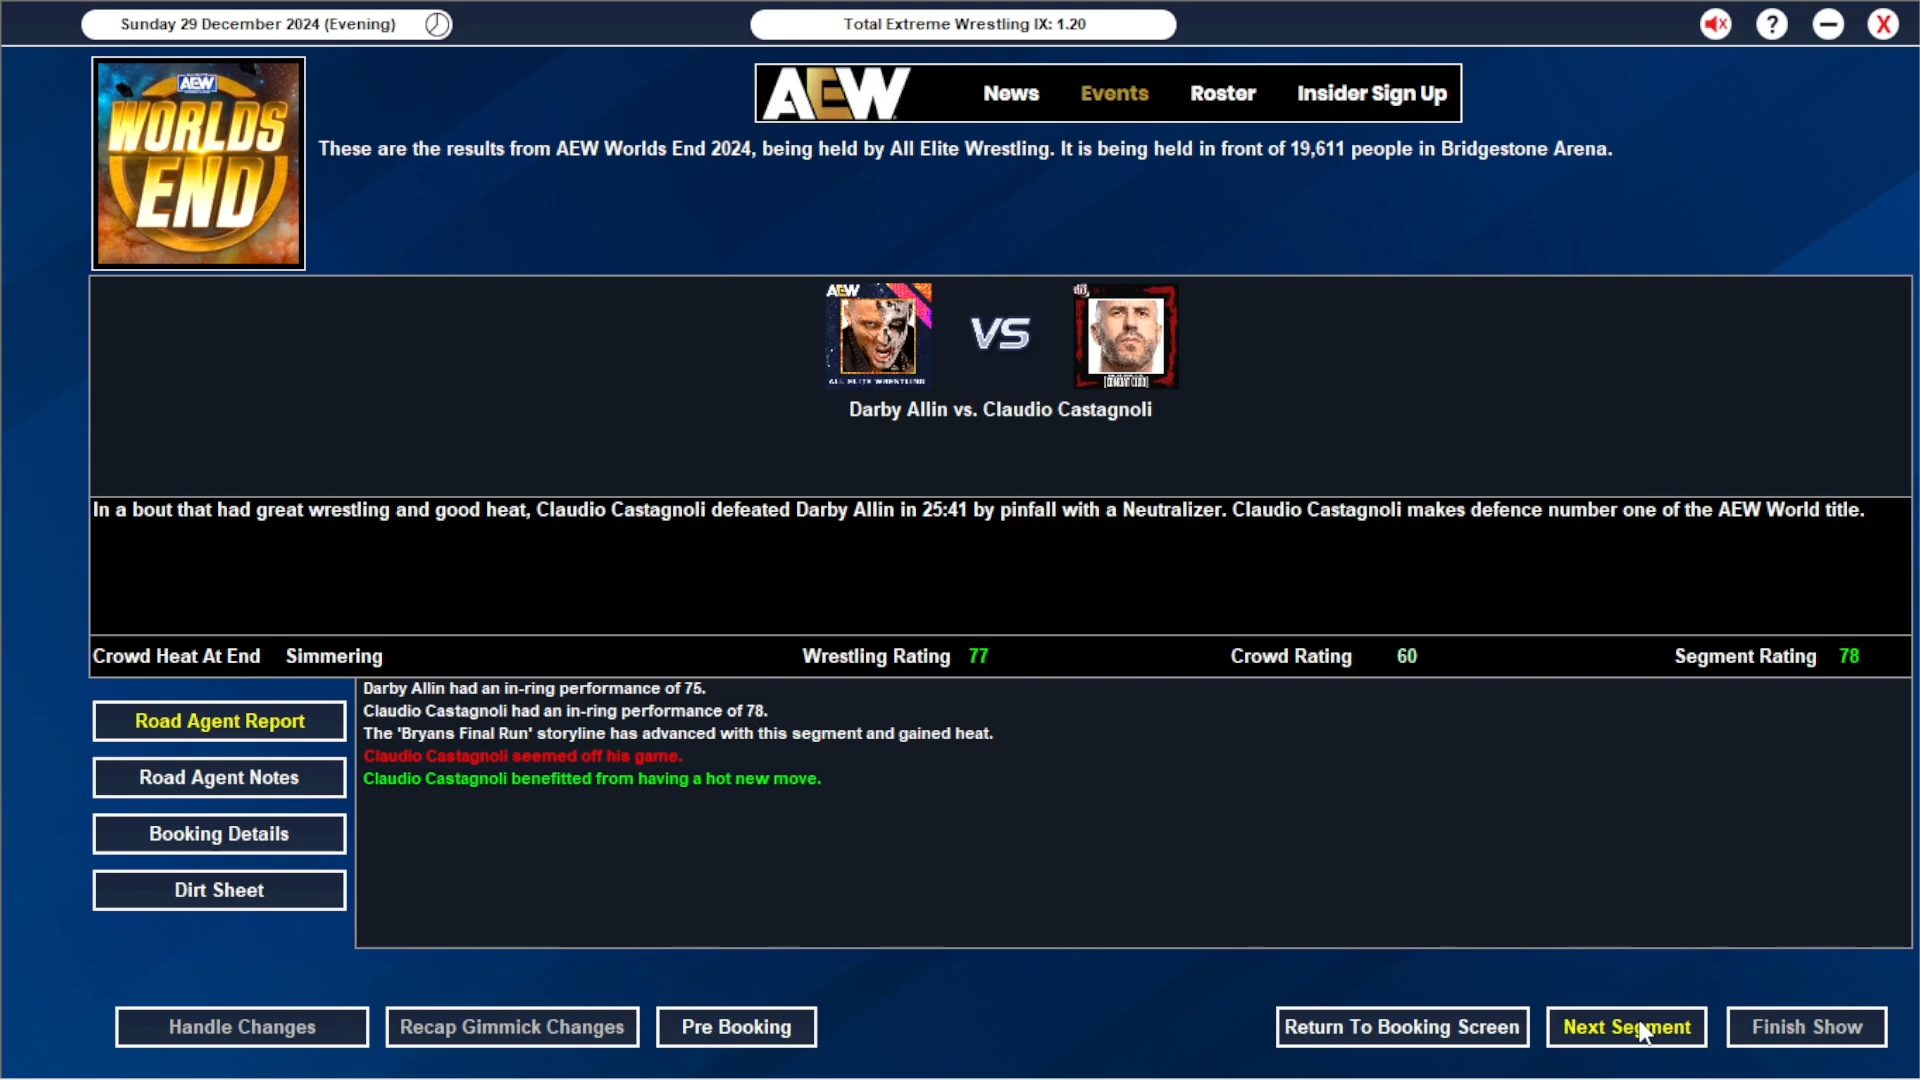 Sunday 29 December 2024 (Evening)
Total Extreme Wrestling IX: 1.20
?
X
AEW
WORLDS
END
AEW
News
Events
Roster
Insider Sign Up
These are the results from AEW Worlds End 2024, being held by All Elite Wrestling. It is being held in front of 19,611 people in Bridgestone Arena.
AEW
ALL ELITE WRESTLING
VS
Darby Allin vs. Claudio Castagnoli
In a bout that had great wrestling and good heat, Claudio Castagnoli defeated Darby Allin in 25:41 by pinfall with a Neutralizer. Claudio Castagnoli makes defence number one of the AEW World title.
Crowd Heat At End Simmering Wrestling Rating 77 Crowd Rating 60 Segment Rating 78
Road Agent Report
Road Agent Notes
Booking Details
Dirt Sheet
Darby Allin had an in-ring performance of 75.
Claudio Castagnoli had an in-ring performance of 78.
The 'Bryans Final Run' storyline has advanced with this segment and gained heat.
Claudio Castagnoli seemed off his game.
Claudio Castagnoli benefitted from having a hot new move.
Handle Changes
Recap Gimmick Changes
Pre Booking
Return To Booking Screen
Next Segment
Finish Show